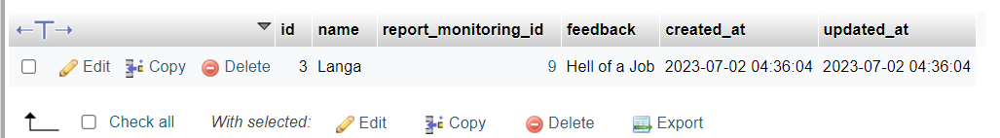 id name report_monitoring_id feedback created_at updated_at
Edit Copy Delete 3 Langa 9 Hell of a Job 2023-07-02 04:36:04 2023-07-02 04:36:04
Check all With selected: Edit Copy Delete Export